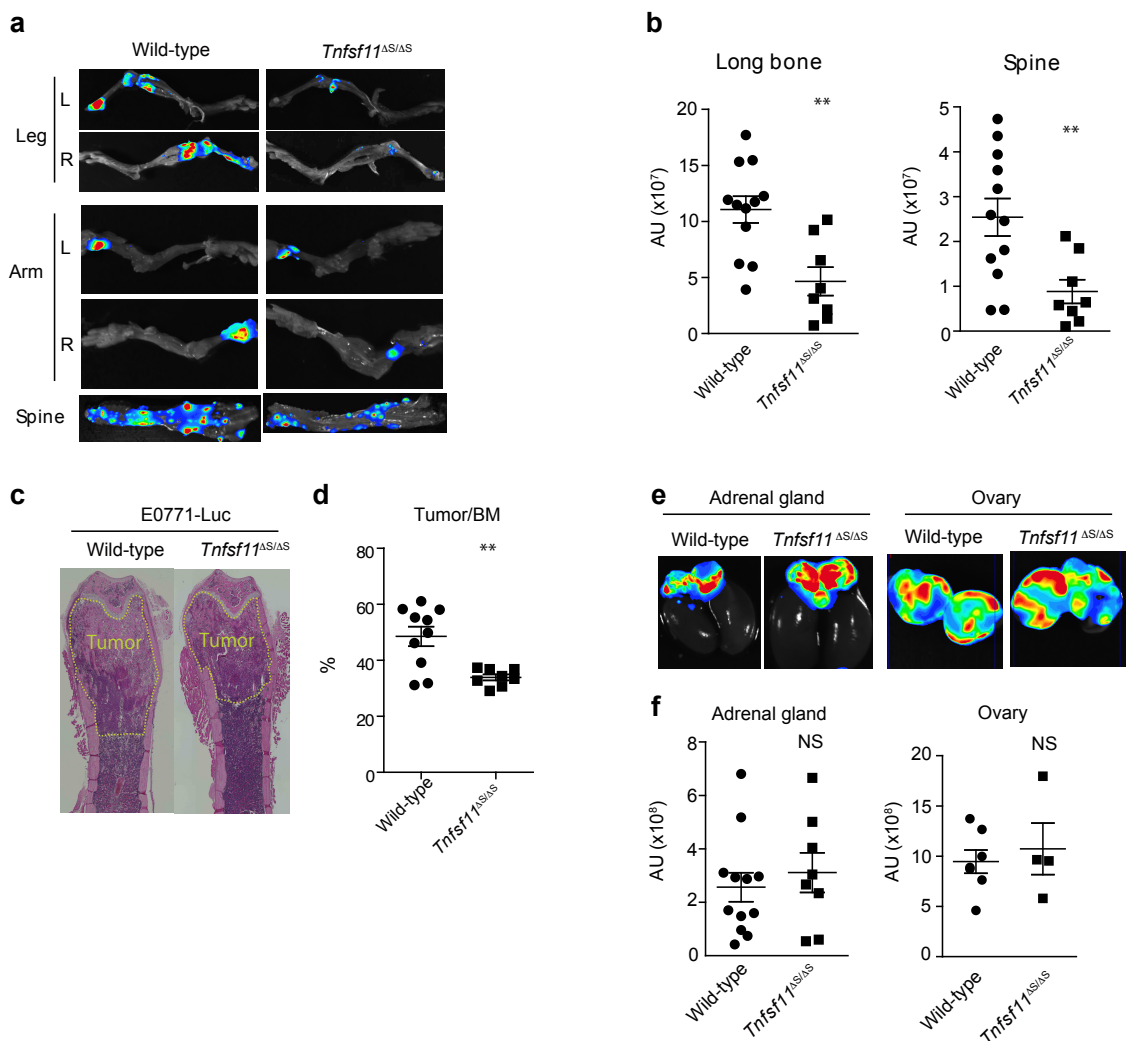 a
Wild-type
Tnfsf11ΔS/ΔS
Leg
L
R
Arm
L
R
Spine
b
Long bone
AU (x10⁷)
20
15
10
5
0
**
Wild-type
Tnfsf11ΔS/ΔS
Spine
AU (x10⁷)
5
4
3
2
1
0
**
Wild-type
Tnfsf11ΔS/ΔS
c
E0771-Luc
Wild-type
Tnfsf11ΔS/ΔS
Tumor
Tumor
d
Tumor/BM
%
80
60
40
20
0
**
Wild-type
Tnfsf11ΔS/ΔS
e
Adrenal gland
Wild-type
Tnfsf11ΔS/ΔS
Ovary
Wild-type
Tnfsf11ΔS/ΔS
f
Adrenal gland
NS
AU (x10⁸)
8
6
4
2
0
Wild-type
Tnfsf11ΔS/ΔS
Ovary
NS
AU (x10⁸)
20
15
10
5
0
Wild-type
Tnfsf11ΔS/ΔS